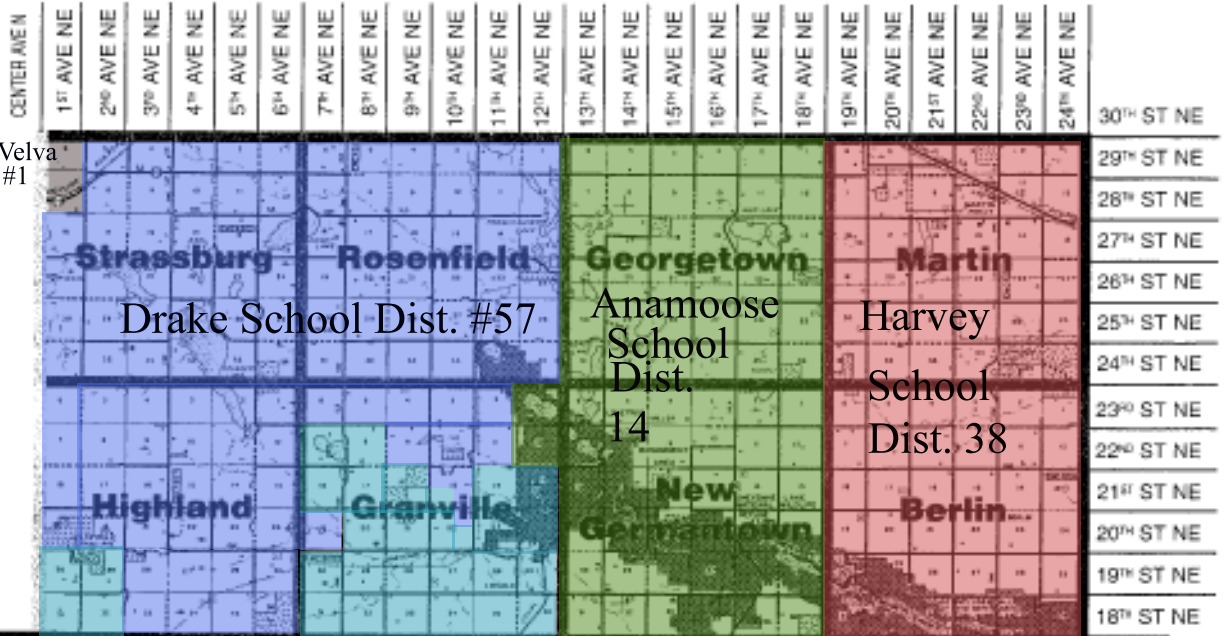 CENTER AVE N
1ST AVE NE
2ND AVE NE
3RD AVE NE
4TH AVE NE
5TH AVE NE
6TH AVE NE
7TH AVE NE
8TH AVE NE
9TH AVE NE
10TH AVE NE
11TH AVE NE
12TH AVE NE
13TH AVE NE
14TH AVE NE
15TH AVE NE
16TH AVE NE
17TH AVE NE
18TH AVE NE
19TH AVE NE
20TH AVE NE
21ST AVE NE
22ND AVE NE
23RD AVE NE
24TH AVE NE
30TH ST NE
Velva
#1
29TH ST NE
28TH ST NE
27TH ST NE
Strassburg
Rosenfield
Georgetown
Martin
26TH ST NE
Drake School Dist. #57
Anamoose
School
Dist.
14
Harvey
School
Dist. 38
25TH ST NE
24TH ST NE
23RD ST NE
22ND ST NE
21ST ST NE
Highland
Granville
New
Germantown
Berlin
20TH ST NE
19TH ST NE
18TH ST NE